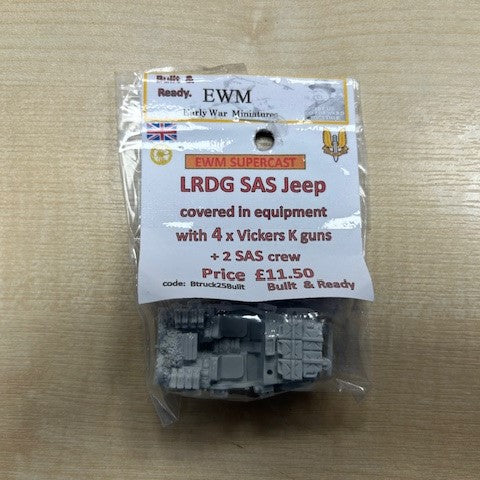 Built &
Ready.
EWM
Early War Miniatures
EWM SUPERCAST
LRDG SAS Jeep
covered in equipment
with 4 x Vickers K guns
+ 2 SAS crew
Price £11.50
code: Btruck25Built
Built & Ready